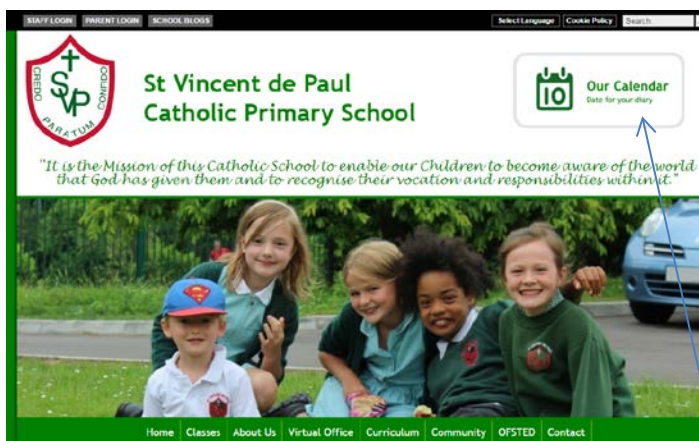 STAFF LOGIN PARENT LOGIN SCHOOL BLOGS Select Language Cookie Policy Search
CREDO CONFIDO
SVP
PARATUM
St Vincent de Paul
Catholic Primary School
10
Our Calendar
Date for your diary
"It is the Mission of this Catholic School to enable our Children to become aware of the world
that God has given them and to recognise their vocation and responsibilities within it."
Home Classes About Us Virtual Office Curriculum Community OFSTED Contact